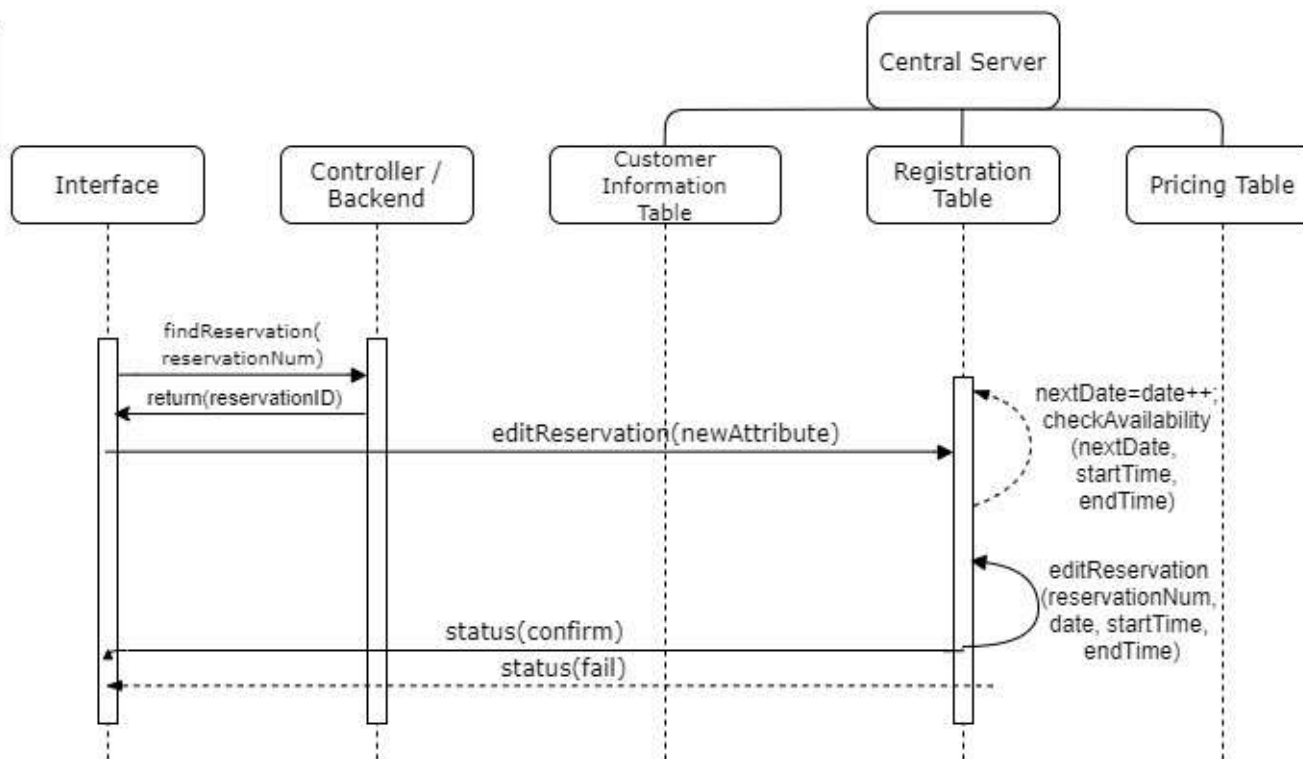 Central Server
Interface
Controller /
Backend
Customer
Information
Table
Registration
Table
Pricing Table
findReservation(
reservationNum)
return(reservationID)
editReservation(newAttribute)
nextDate=date++;
checkAvailability
(nextDate,
startTime,
endTime)
editReservation
(reservationNum,
date, startTime,
endTime)
status(confirm)
status(fail)